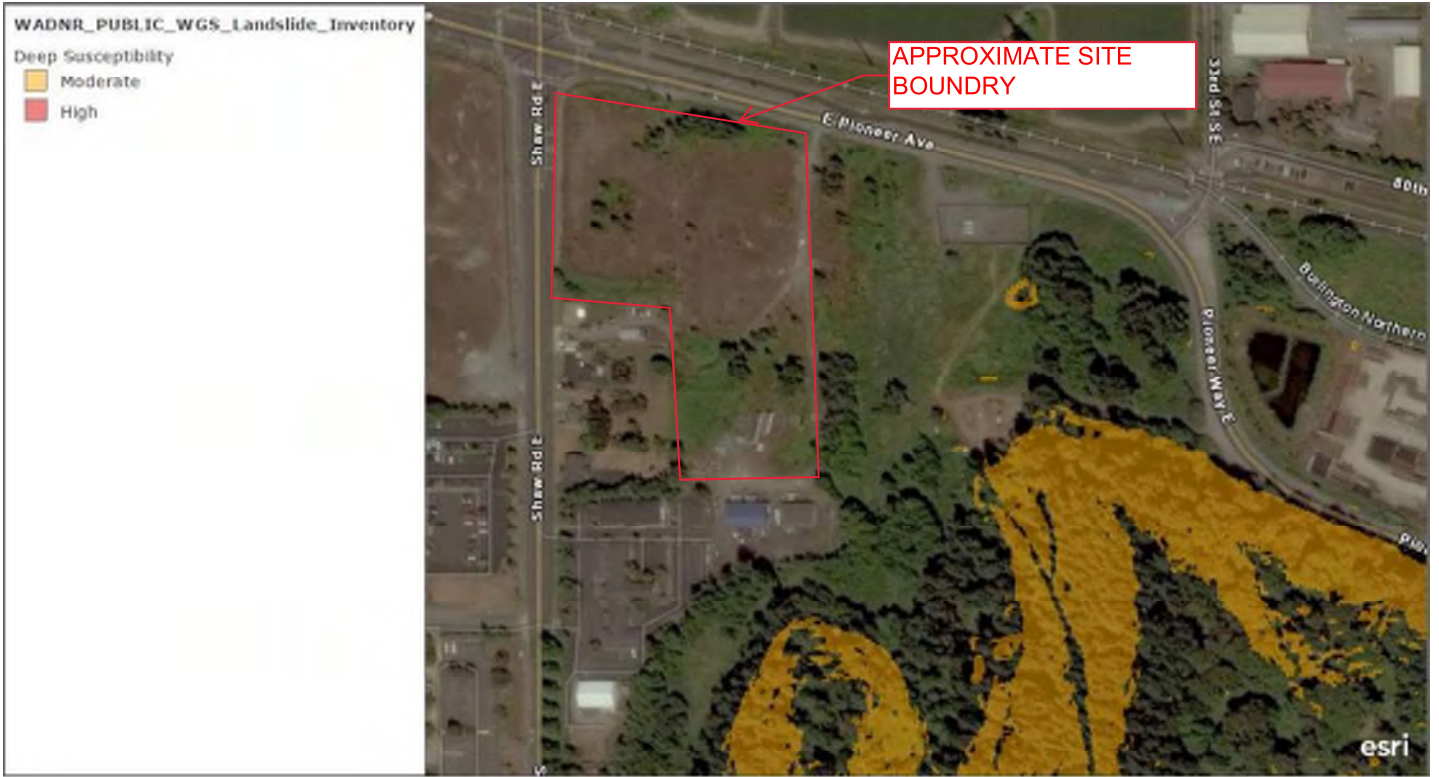 WADNR_PUBLIC_WGS_Landslide_Inventory
Deep Susceptibility
Moderate
High
APPROXIMATE SITE
BOUNDRY
Shaw Rd E
E Pioneer Ave
33rd St SE
80th
Burlington Northern
Pioneer Way E
Shaw Rd E
S
esri